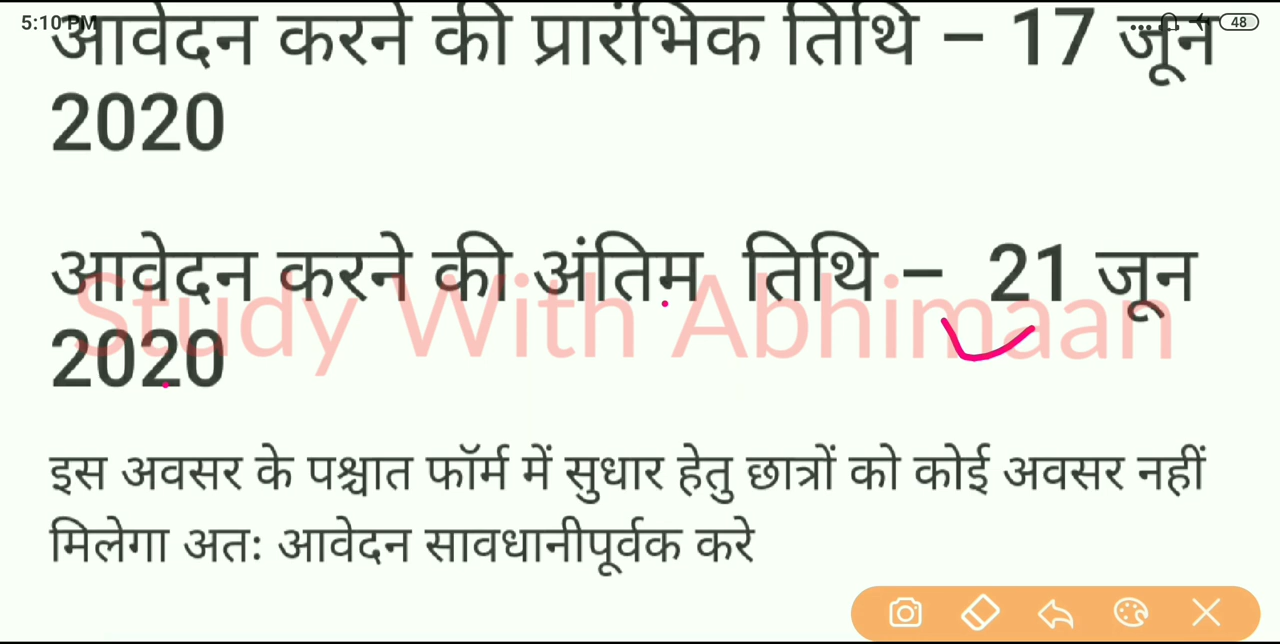 5:10 PM
48
आवेदन करने की प्रारंभिक तिथि – 17 जून
2020
आवेदन करने की अंतिम तिथि – 21 जून
2020
Study With Abhimaan
इस अवसर के पश्चात फॉर्म में सुधार हेतु छात्रों को कोई अवसर नहीं
मिलेगा अतः आवेदन सावधानीपूर्वक करे